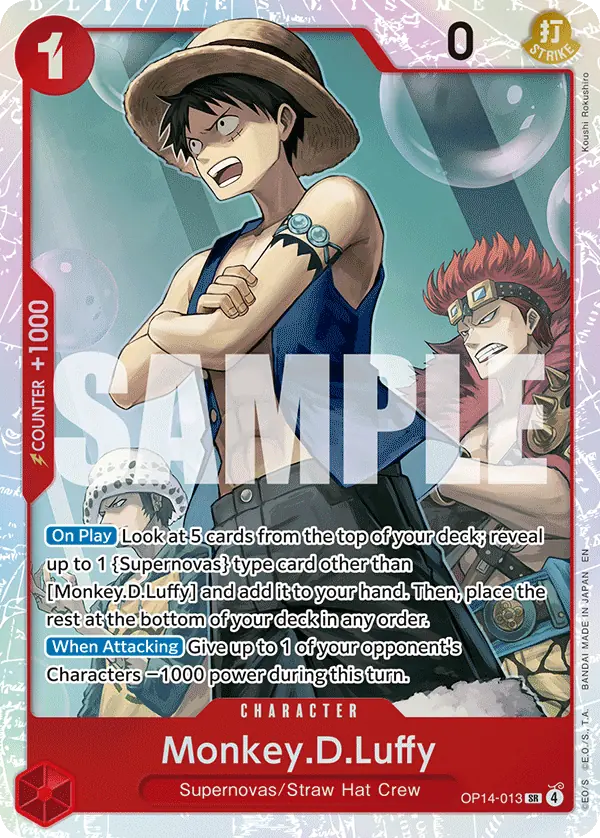 1
0
打
STRIKE
Koushi Rokushiro
COUNTER +1000
SAMPLE
On Play Look at 5 cards from the top of your deck; reveal
up to 1 {Supernovas} type card other than
[Monkey.D.Luffy] and add it to your hand. Then, place the
rest at the bottom of your deck in any order.
When Attacking Give up to 1 of your opponent's
Characters −1000 power during this turn.
©E.O/S ©E.O./S., T.A. BANDAI MADE IN JAPAN EN
CHARACTER
Monkey.D.Luffy
Supernovas/Straw Hat Crew
OP14-013 SR 4